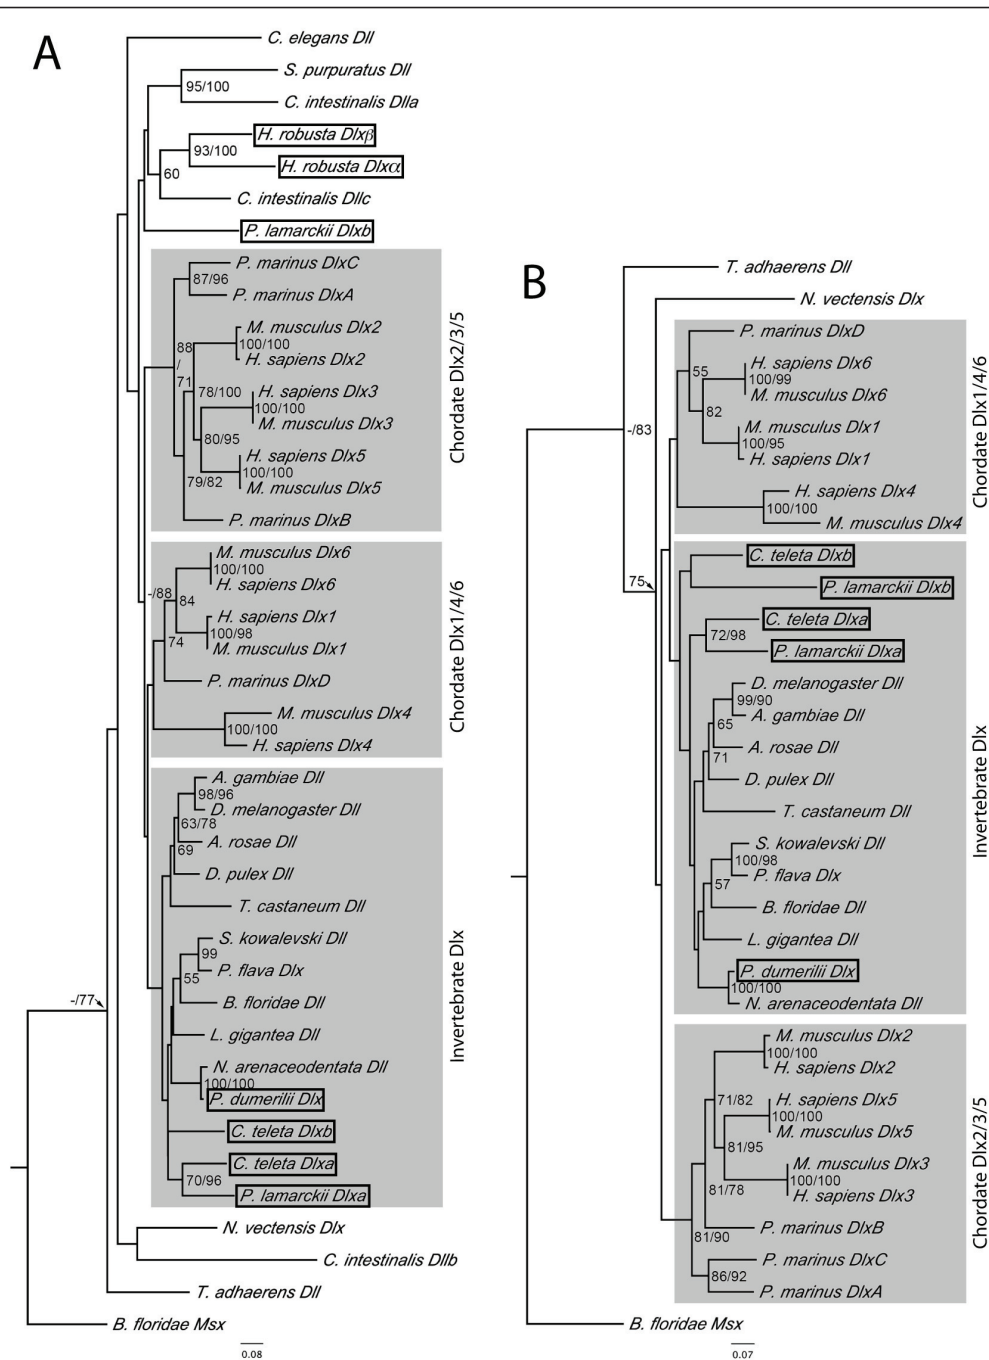 A
C. elegans Dll
S. purpuratus Dll
95/100
C. intestinalis Dlla
H. robusta Dlxβ
93/100
H. robusta Dlxα
60
C. intestinalis Dllc
P. lamarckii Dlxb
P. marinus DlxC
87/96
P. marinus DlxA
M. musculus Dlx2
88
/
71
100/100
H. sapiens Dlx2
78/100
H. sapiens Dlx3
100/100
M. musculus Dlx3
80/95
H. sapiens Dlx5
100/100
79/82
M. musculus Dlx5
P. marinus DlxB
Chordate Dlx2/3/5
M. musculus Dlx6
100/100
-/88
84
H. sapiens Dlx6
H. sapiens Dlx1
100/98
74
M. musculus Dlx1
P. marinus DlxD
M. musculus Dlx4
100/100
H. sapiens Dlx4
Chordate Dlx1/4/6
A. gambiae Dll
98/96
D. melanogaster Dll
63/78
A. rosae Dll
69
D. pulex Dll
T. castaneum Dll
S. kowalevski Dll
99
P. flava Dlx
55
B. floridae Dll
L. gigantea Dll
N. arenaceodentata Dll
100/100
P. dumerilii Dlx
C. teleta Dlxb
C. teleta Dlxa
70/96
P. lamarckii Dlxa
Invertebrate Dlx
-/77
N. vectensis Dlx
C. intestinalis Dllb
T. adhaerens Dll
B. floridae Msx
0.08
B
T. adhaerens Dll
N. vectensis Dlx
P. marinus DlxD
55
H. sapiens Dlx6
100/99
M. musculus Dlx6
82
M. musculus Dlx1
-/83
100/95
H. sapiens Dlx1
H. sapiens Dlx4
100/100
M. musculus Dlx4
Chordate Dlx1/4/6
C. teleta Dlxb
75
P. lamarckii Dlxb
C. teleta Dlxa
72/98
P. lamarckii Dlxa
D. melanogaster Dll
99/90
A. gambiae Dll
65
A. rosae Dll
71
D. pulex Dll
T. castaneum Dll
S. kowalevski Dll
100/98
P. flava Dlx
57
B. floridae Dll
L. gigantea Dll
P. dumerilii Dlx
100/100
N. arenaceodentata Dll
Invertebrate Dlx
M. musculus Dlx2
100/100
H. sapiens Dlx2
71/82
H. sapiens Dlx5
100/100
M. musculus Dlx5
81/95
M. musculus Dlx3
100/100
81/78
H. sapiens Dlx3
P. marinus DlxB
81/90
P. marinus DlxC
86/92
P. marinus DlxA
Chordate Dlx2/3/5
B. floridae Msx
0.07